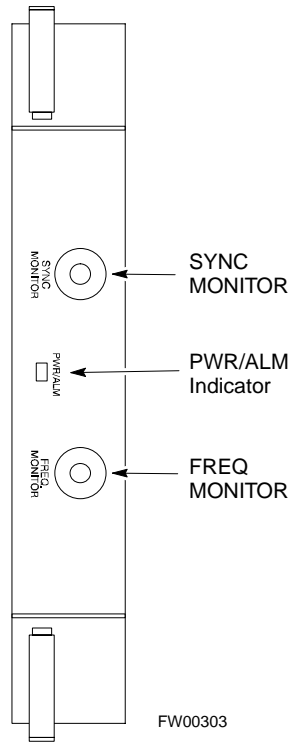 SYNC
MONITOR
SYNC
MONITOR
PWR/ALM
PWR/ALM
Indicator
FREQ.
MONITOR
FREQ
MONITOR
FW00303